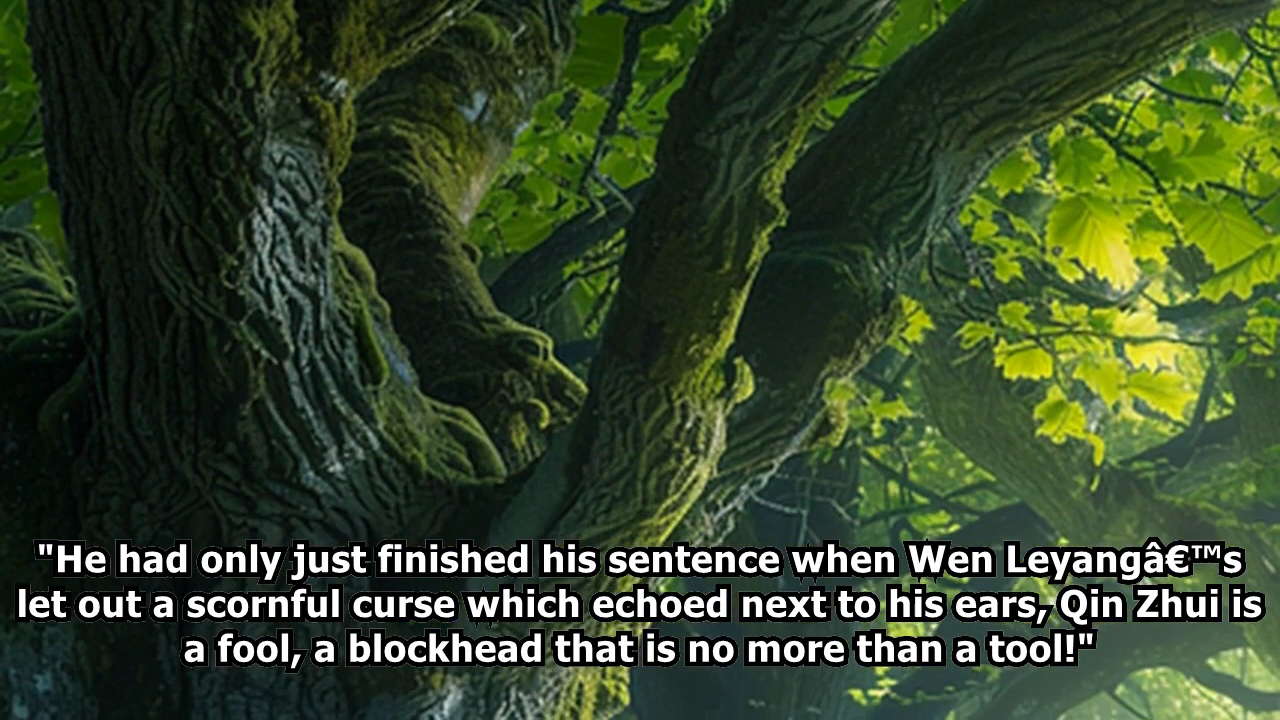 "He had only just finished his sentence when Wen Leyangâ€™s
let out a scornful curse which echoed next to his ears, Qin Zhui is
a fool, a blockhead that is no more than a tool!"